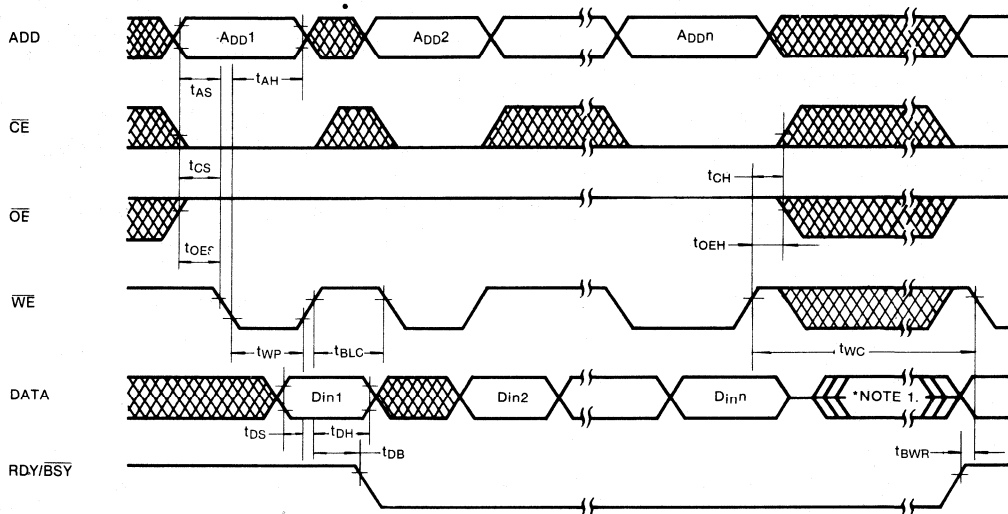 ADD ADD1 ADD2 ADDn
tAS tAH
CE
tCS tCH
OE
tOES tOEH
WE
tWP tBLC tWC
DATA Din1 Din2 Dinn *NOTE 1.
tDS tDH
tDB tBWR
RDY/BSY